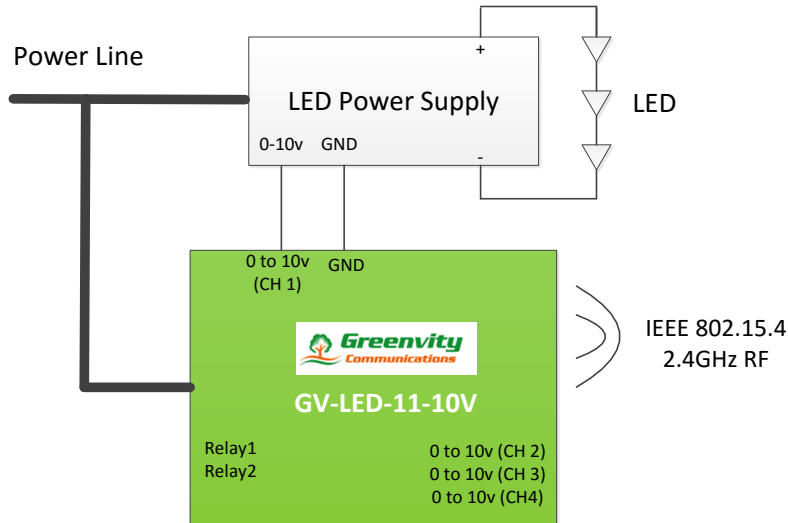 Power Line
+
LED Power Supply
LED
0-10v GND
-
0 to 10v
(CH 1)
GND
IEEE 802.15.4
2.4GHz RF
Greenvity
Communications
GV-LED-11-10V
Relay1
Relay2
0 to 10v (CH 2)
0 to 10v (CH 3)
0 to 10v (CH4)